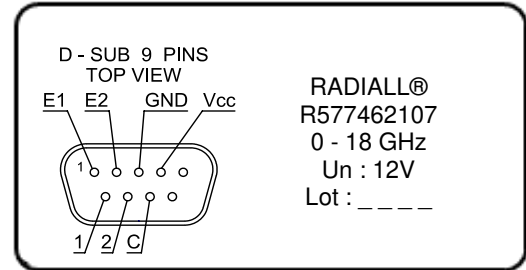 D - SUB 9 PINS
TOP VIEW
E1 E2 GND Vcc
1
1 2 C
RADIALL®
R577462107
0 - 18 GHz
Un : 12V
Lot : _ _ _ _